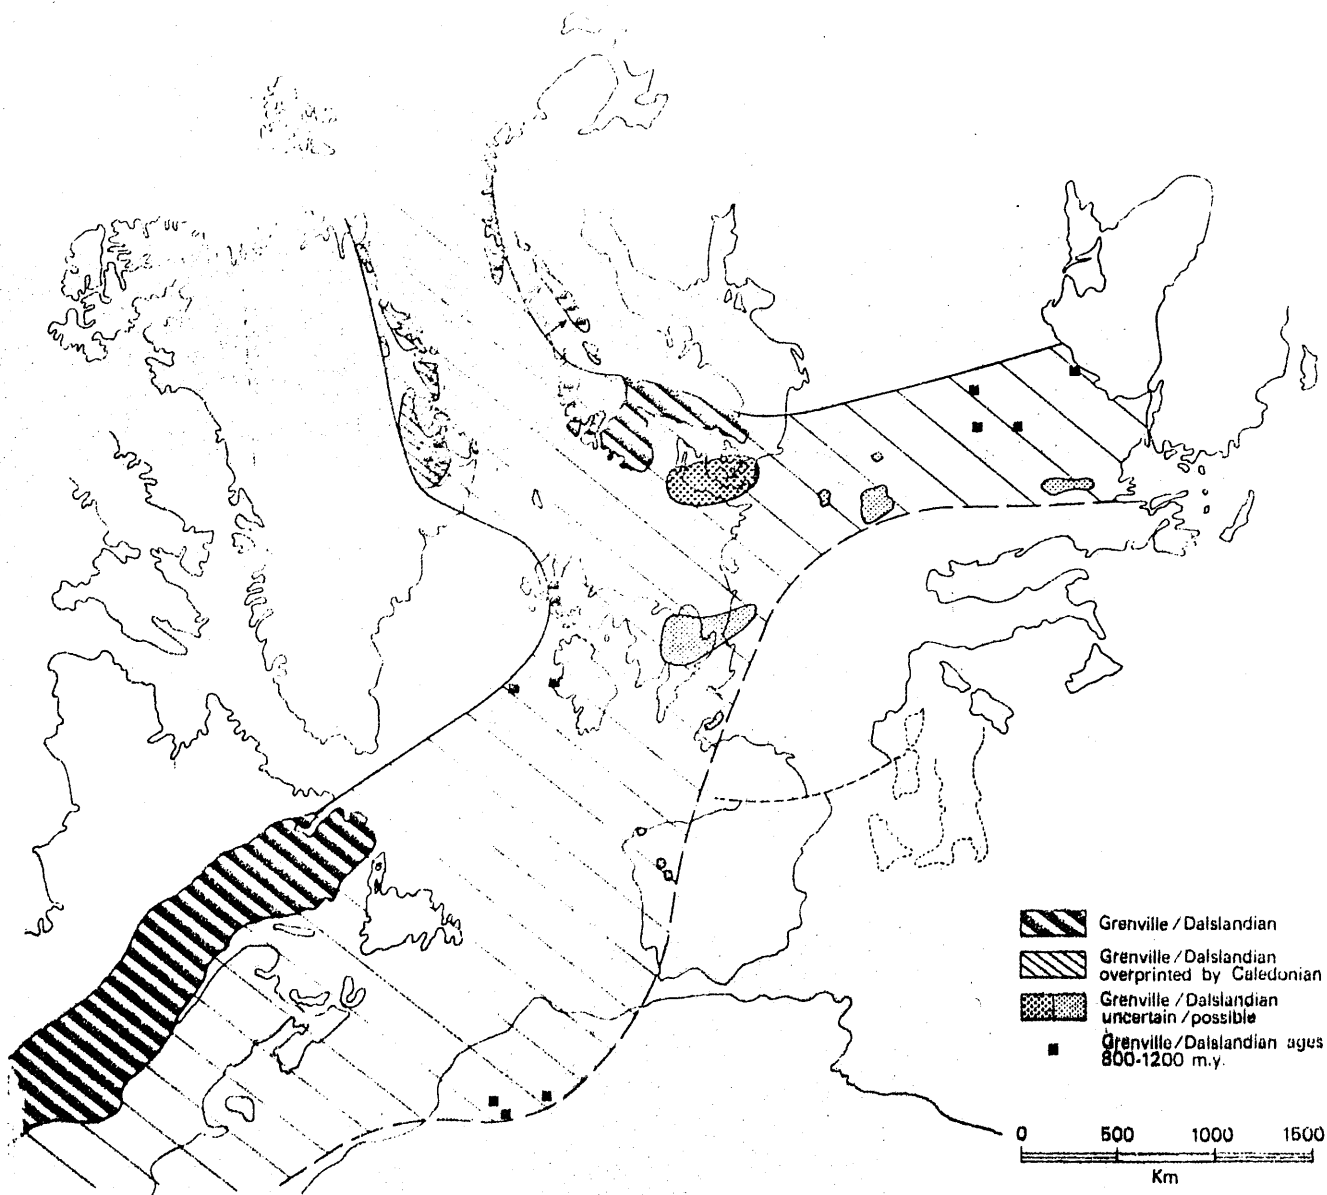 Grenville / Dalslandian
Grenville / Dalslandian
overprinted by Caledonian
Grenville / Dalslandian
uncertain / possible
Grenville / Dalslandian ages
800-1200 m.y.
0 500 1000 1500
Km